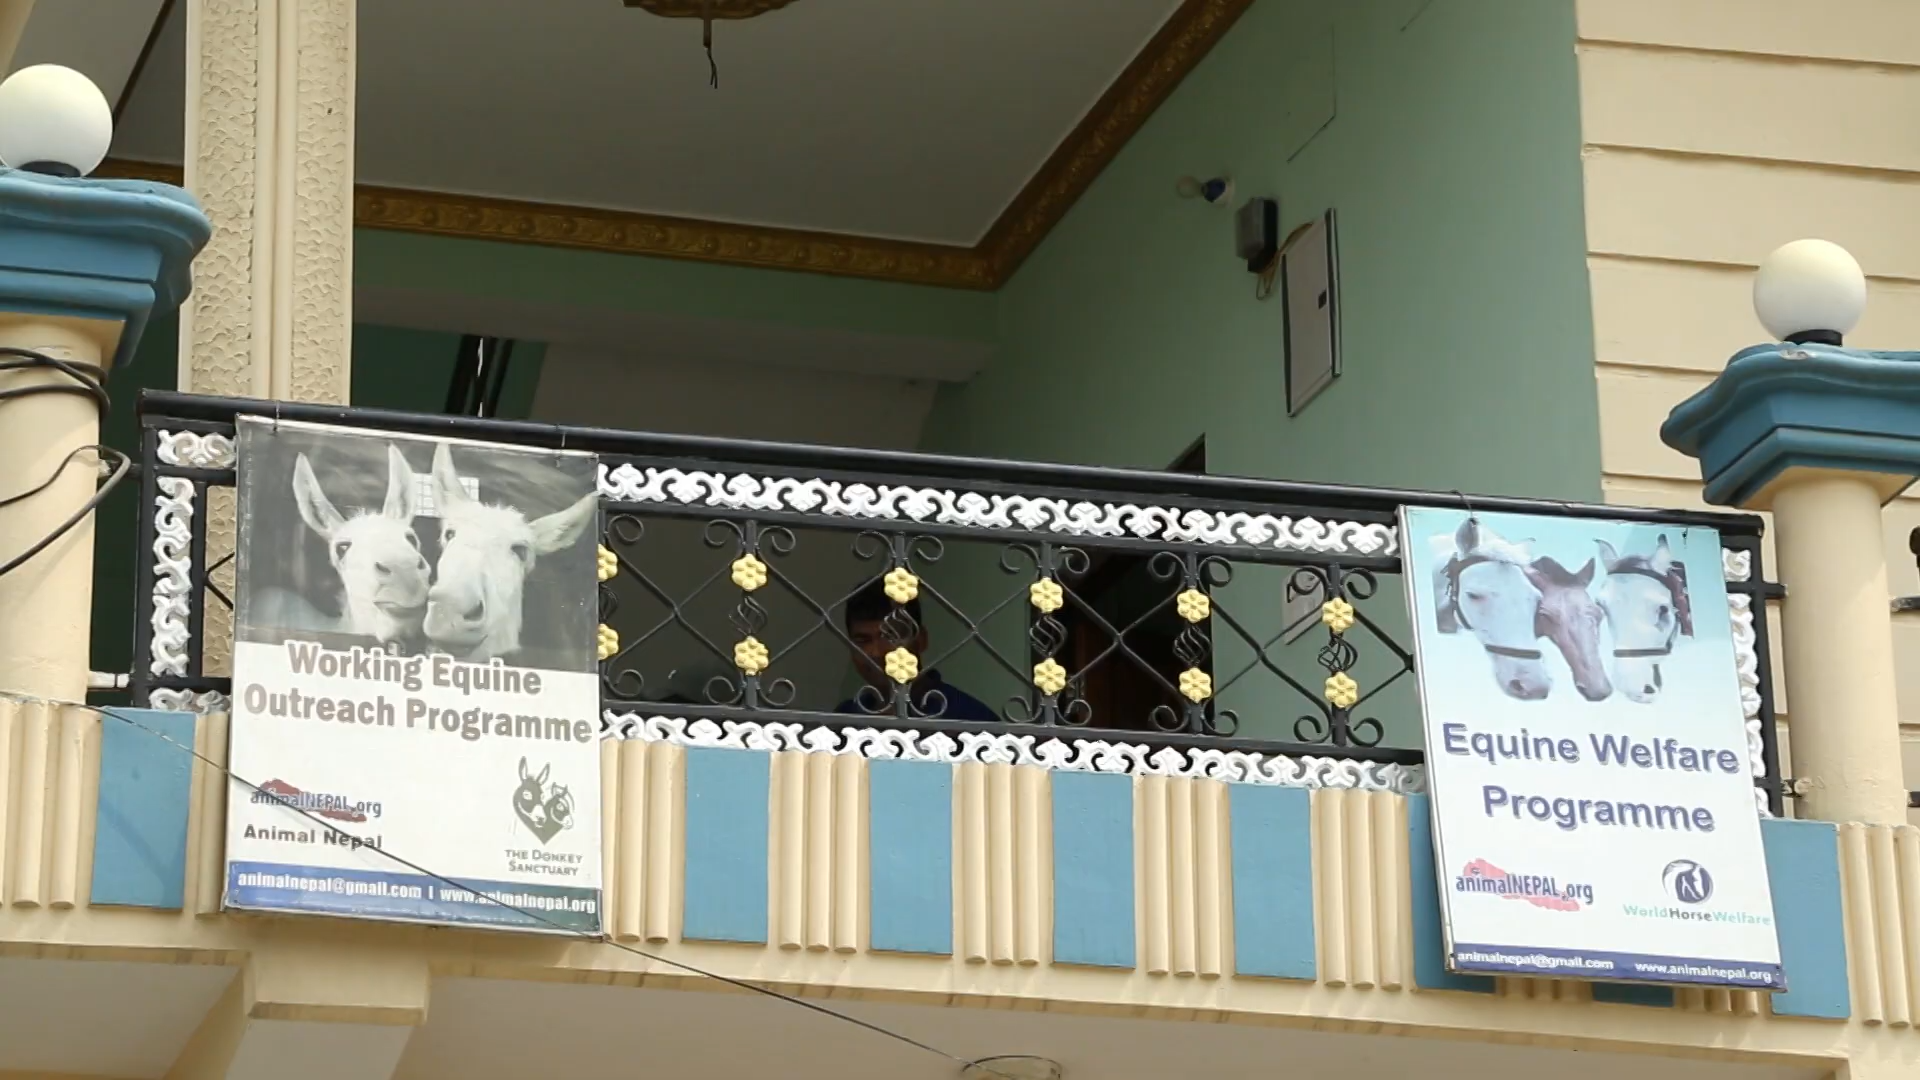 Working Equine
Outreach Programme
animalNEPAL.org
Animal Nepal
THE DONKEY
SANCTUARY
animalnepal@gmail.com | www.animalnepal.org
Equine Welfare
Programme
animalNEPAL.org
WorldHorseWelfare
animalnepal@gmail.com www.animalnepal.org